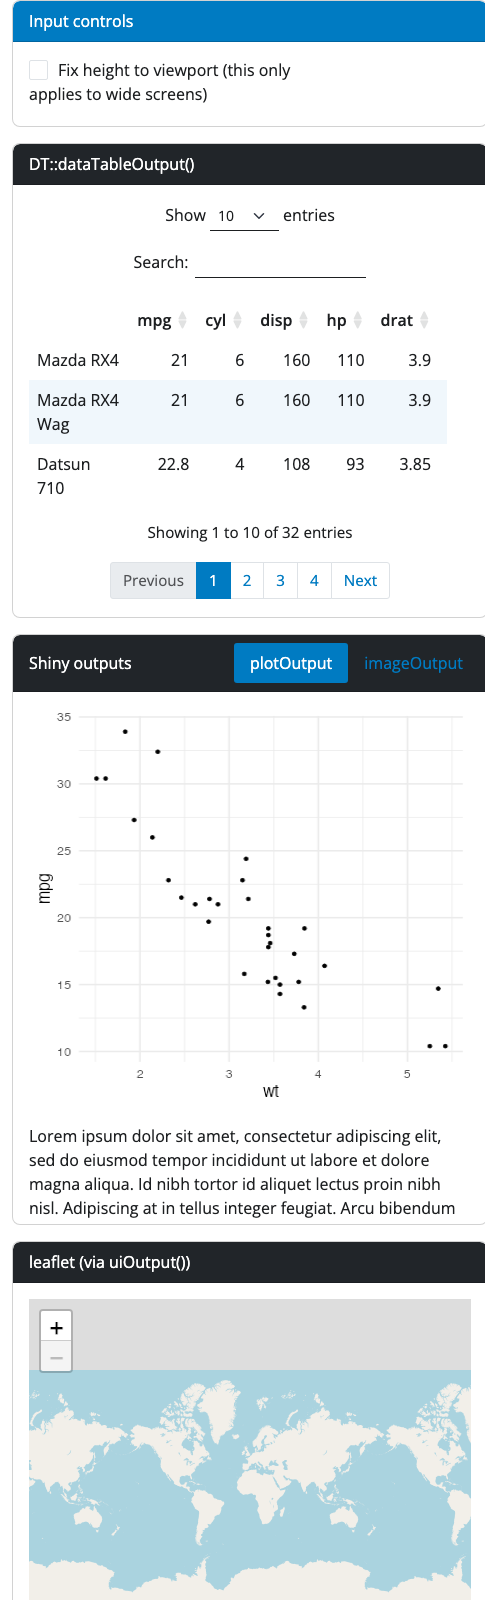 Input controls
Fix height to viewport (this only
applies to wide screens)
DT::dataTableOutput()
Show 10 entries
Search:
mpg cyl disp hp drat
Mazda RX4 21 6 160 110 3.9
Mazda RX4 21 6 160 110 3.9
Wag
Datsun 22.8 4 108 93 3.85
710
Showing 1 to 10 of 32 entries
Previous 1 2 3 4 Next
Shiny outputs plotOutput imageOutput
35
30
25
mpg
20
15
10
2 3 4 5
wt
Lorem ipsum dolor sit amet, consectetur adipiscing elit,
sed do eiusmod tempor incididunt ut labore et dolore
magna aliqua. Id nibh tortor id aliquet lectus proin nibh
nisl. Adipiscing at in tellus integer feugiat. Arcu bibendum
leaflet (via uiOutput())
+
−